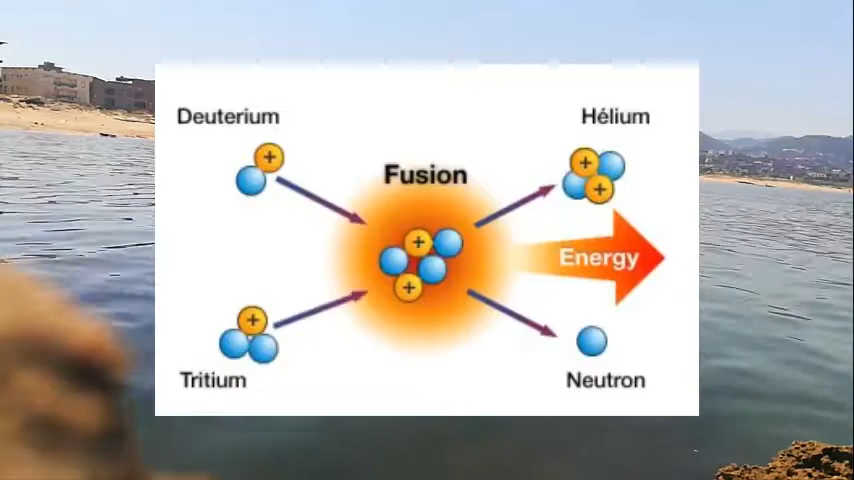 Deuterium
Hélium
Fusion
+
+
+
+
+
Energy
+
Tritium
Neutron